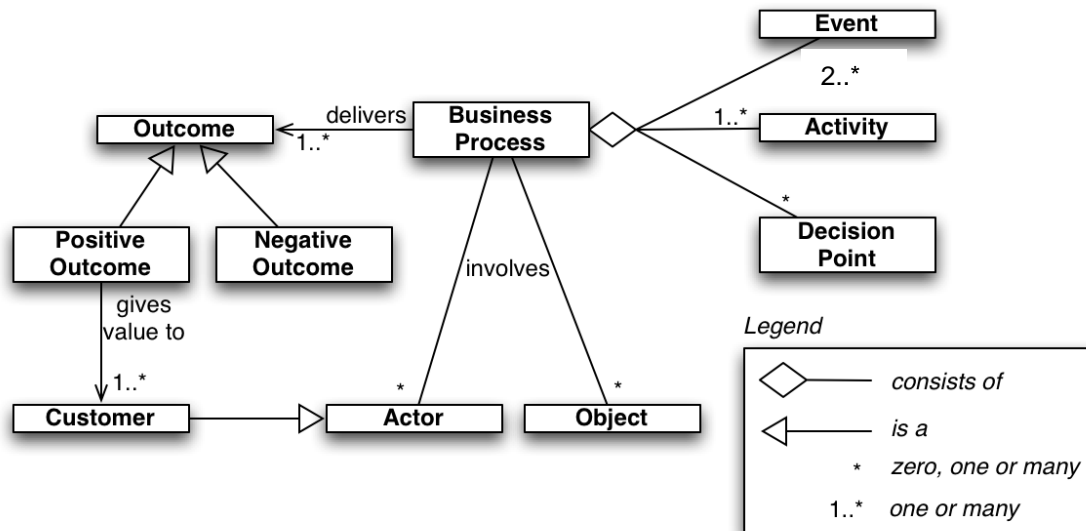 Event
2..*
delivers
Business
Process
1..*
Activity
Outcome
1..*
*
Decision
Point
Positive
Outcome
Negative
Outcome
involves
gives
value to
Legend
1..*
*
*
consists of
Customer
Actor
Object
is a
* zero, one or many
1..* one or many